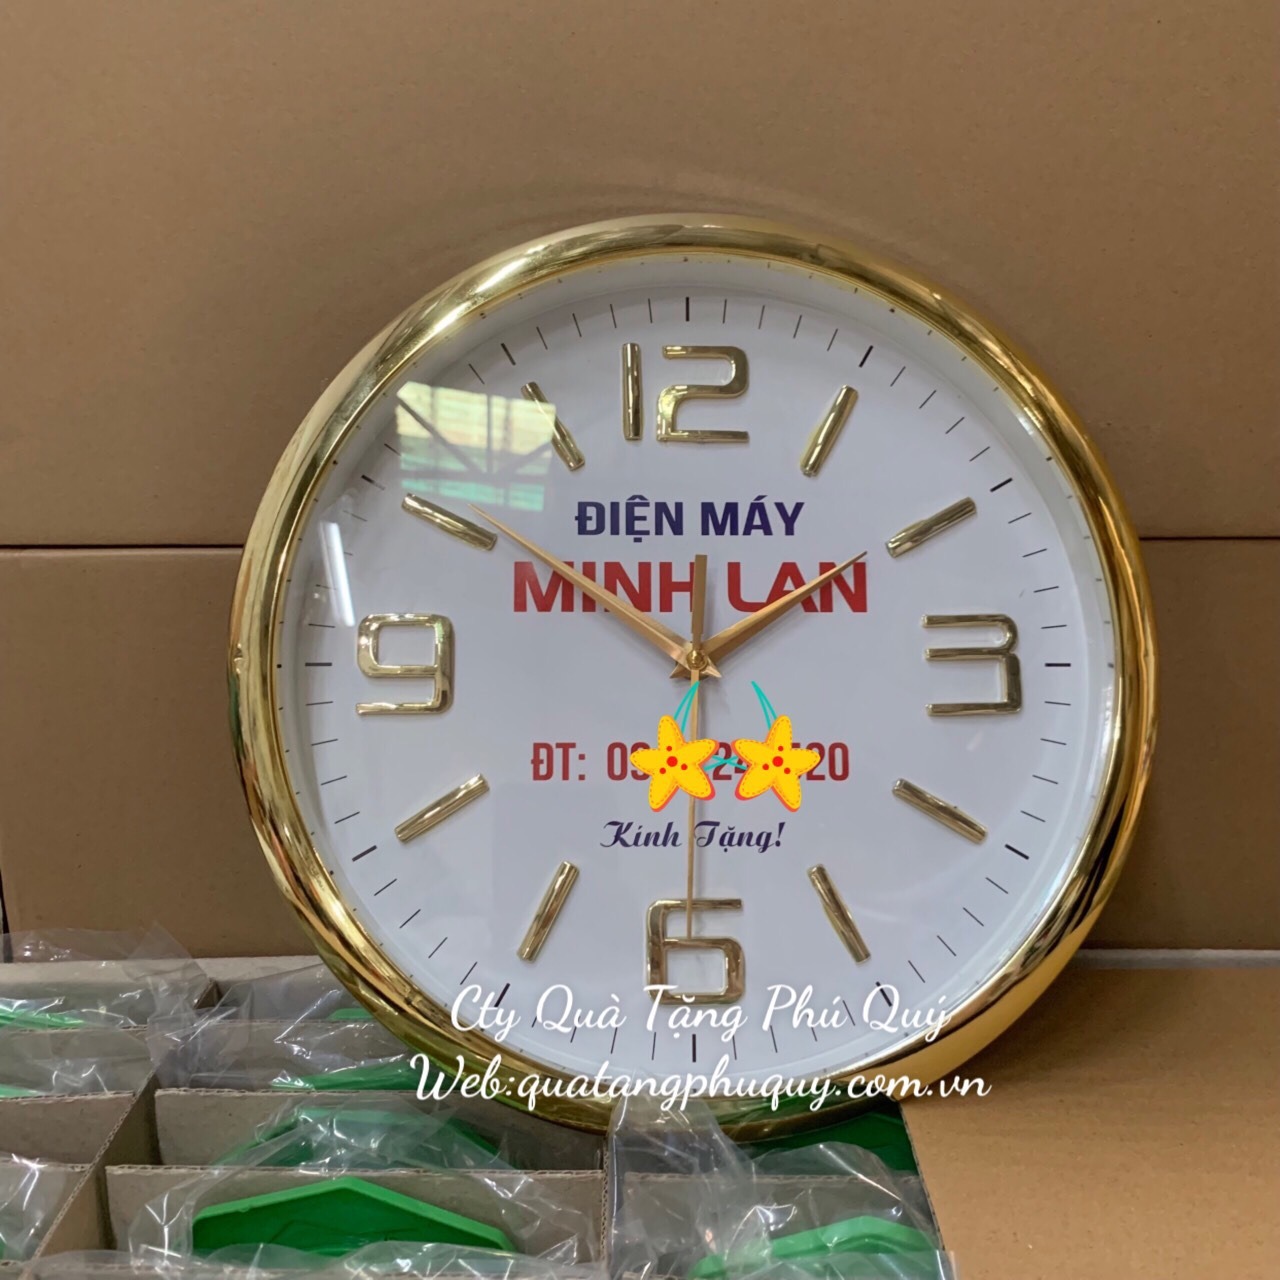 12
ĐIỆN MÁY
MINH LAN
9 3
ĐT: 520
Kính Tặng!
6
Cty Quà Tặng Phú Quý
Web:quatangphuquy.com.vn